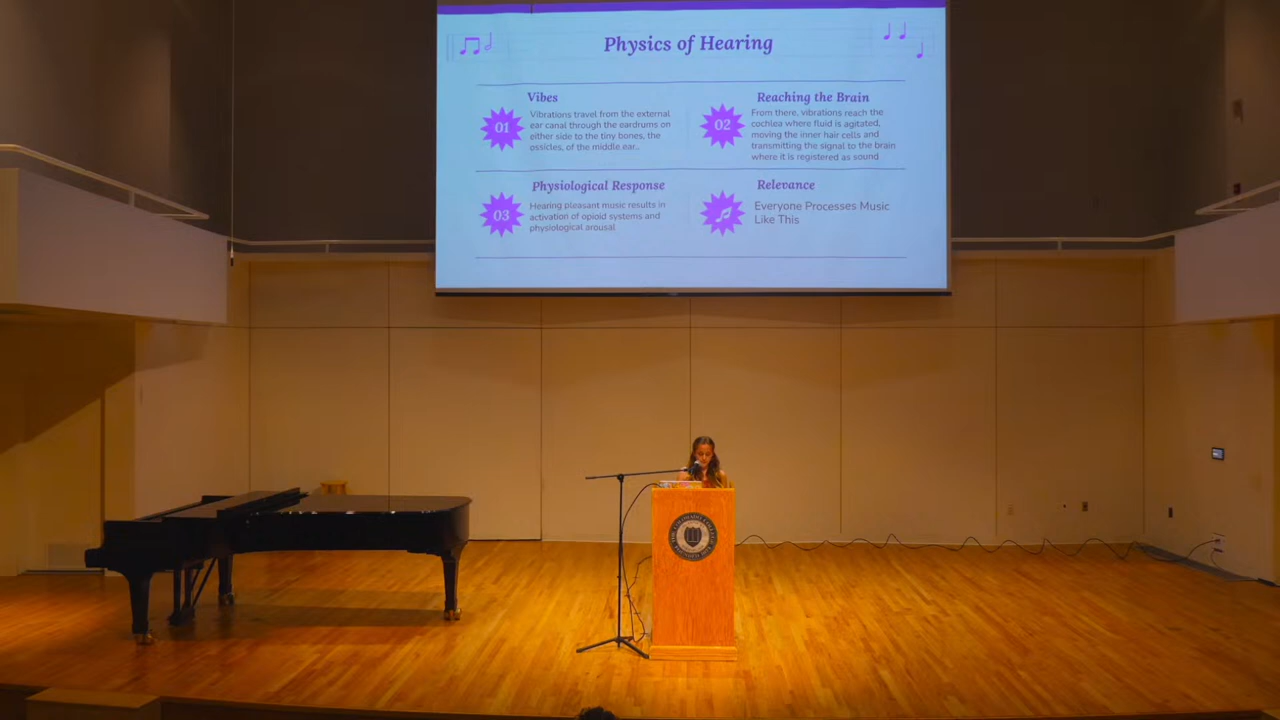 Physics of Hearing
Vibes
01
Vibrations travel from the external
ear canal through the eardrums on
either side to the tiny bones, the
ossicles, of the middle ear..
Reaching the Brain
02
From there, vibrations reach the
cochlea where fluid is agitated,
moving the inner hair cells and
transmitting the signal to the brain
where it is registered as sound
Physiological Response
03
Hearing pleasant music results in
activation of opioid systems and
physiological arousal
Relevance
Everyone Processes Music
Like This
COLORADO COLLEGE